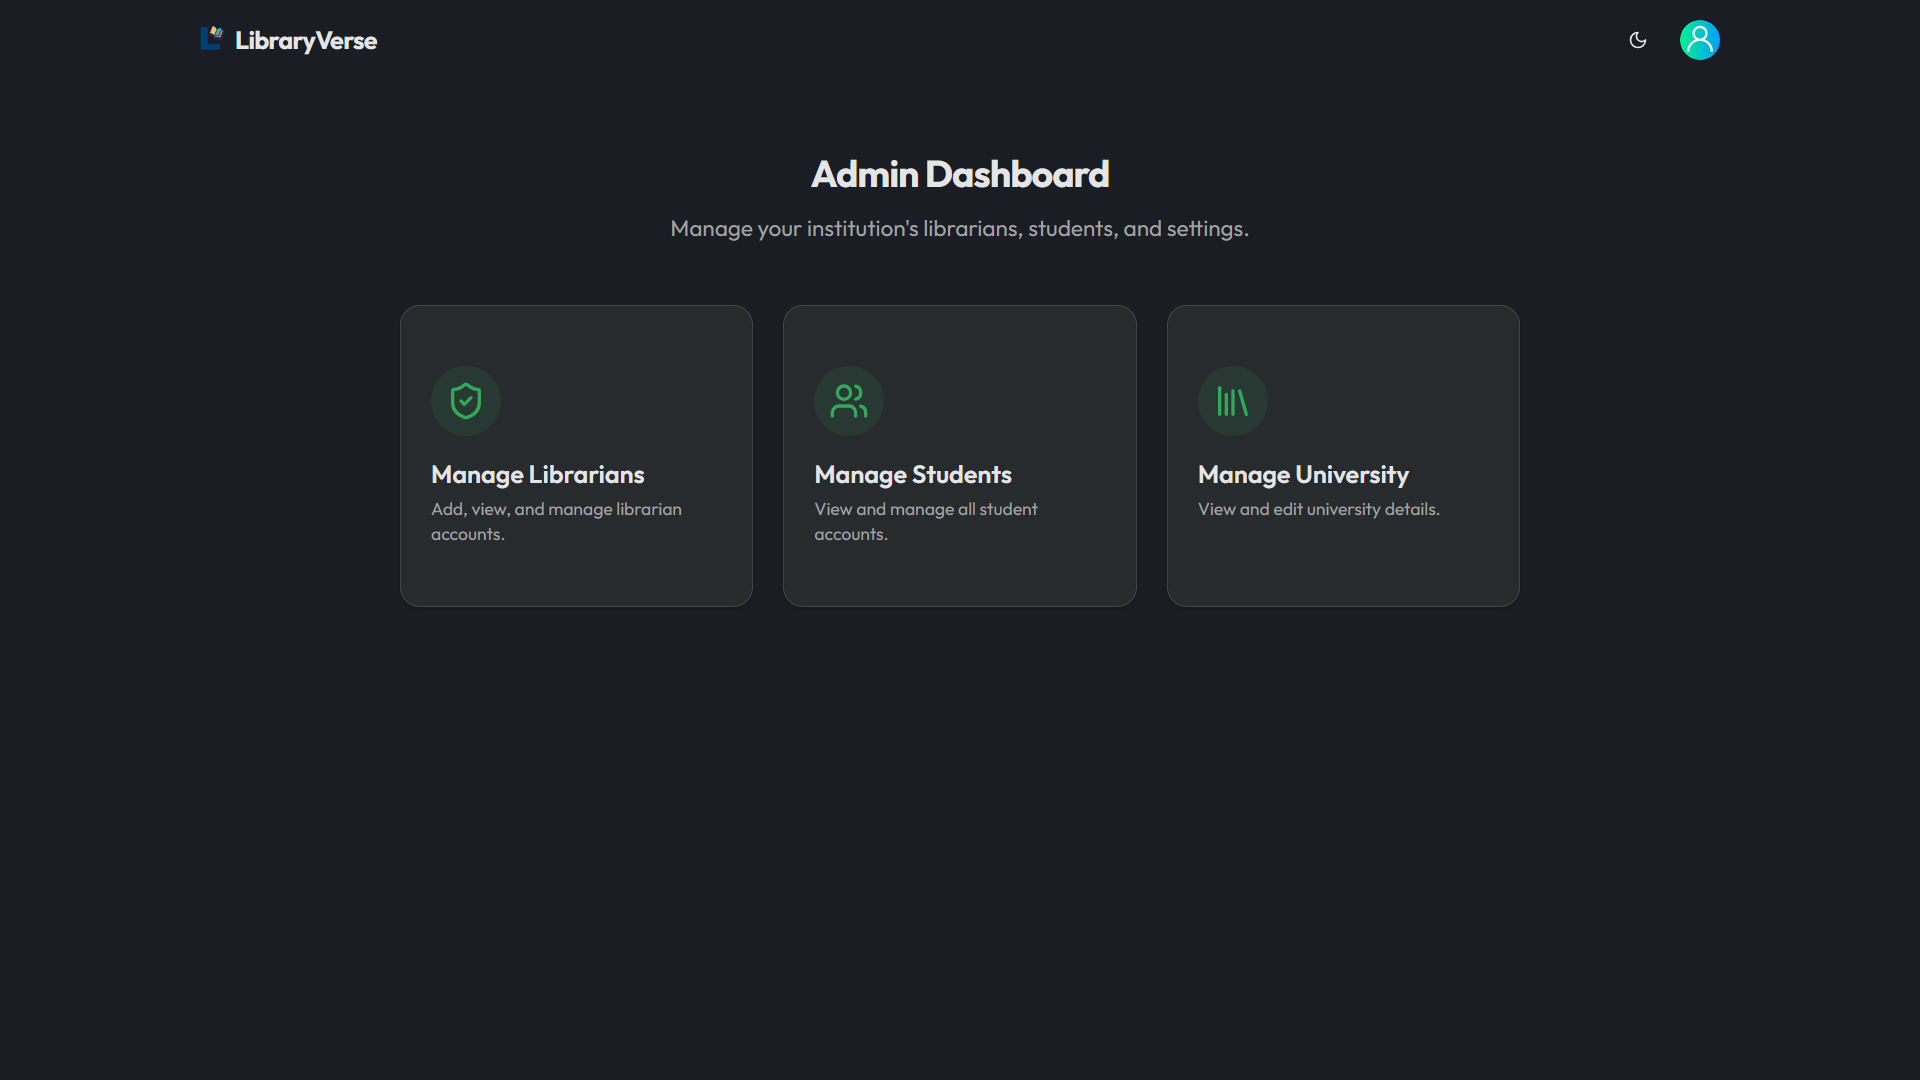 LibraryVerse
Admin Dashboard
Manage your institution's librarians, students, and settings.
Manage Librarians
Add, view, and manage librarian
accounts.
Manage Students
View and manage all student
accounts.
Manage University
View and edit university details.